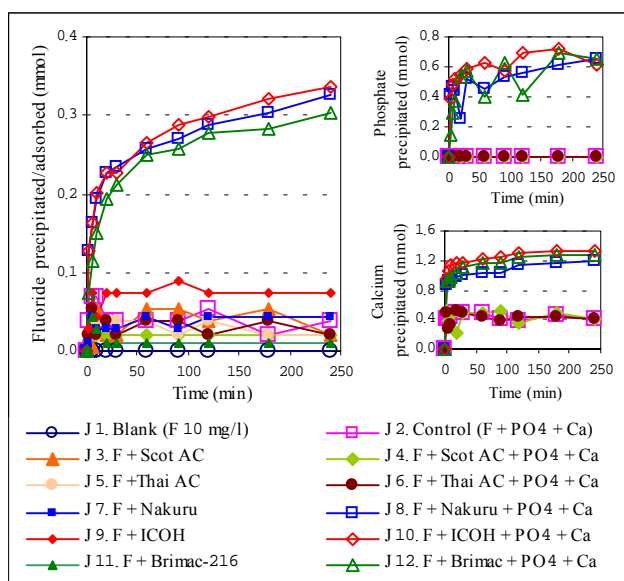 0.4
0.3
0.2
0.1
0.0
Fluoride precipitated/adsorbed (mmol)
0 40 80 120 160 200 240
Time (min)
0.8
0.6
0.4
0.2
0.0
Phosphate
precipitated (mmol)
0 50 100 150 200 250
Time (min)
1.6
1.2
0.8
0.4
0.0
Calcium
precipitated (mmol)
0 50 100 150 200 250
Time (min)
J 1. Blank (F 10 mg/l)
J 2. Control (F + PO4 + Ca)
J 3. F + Scot AC
J 4. F + Scot AC + PO4 + Ca
J 5. F +Thai AC
J 6. F + Thai AC + PO4 + Ca
J 7. F + Nakuru
J 8. F + Nakuru + PO4 + Ca
J 9. F + ICOH
J 10. F + ICOH + PO4 + Ca
J 11. F + Brimac-216
J 12. F + Brimac + PO4 + Ca